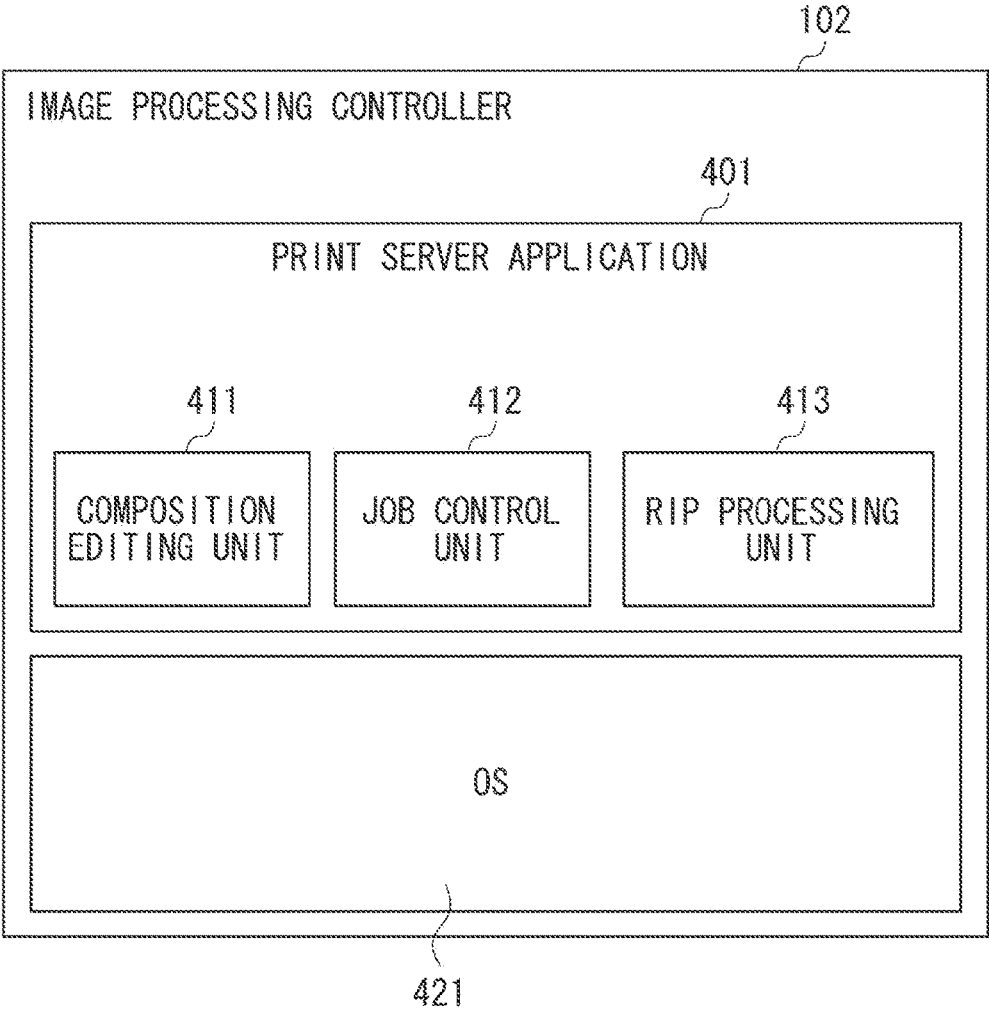 102
IMAGE PROCESSING CONTROLLER
401
PRINT SERVER APPLICATION
411
412
413
COMPOSITION
EDITING UNIT
JOB CONTROL
UNIT
RIP PROCESSING
UNIT
OS
421